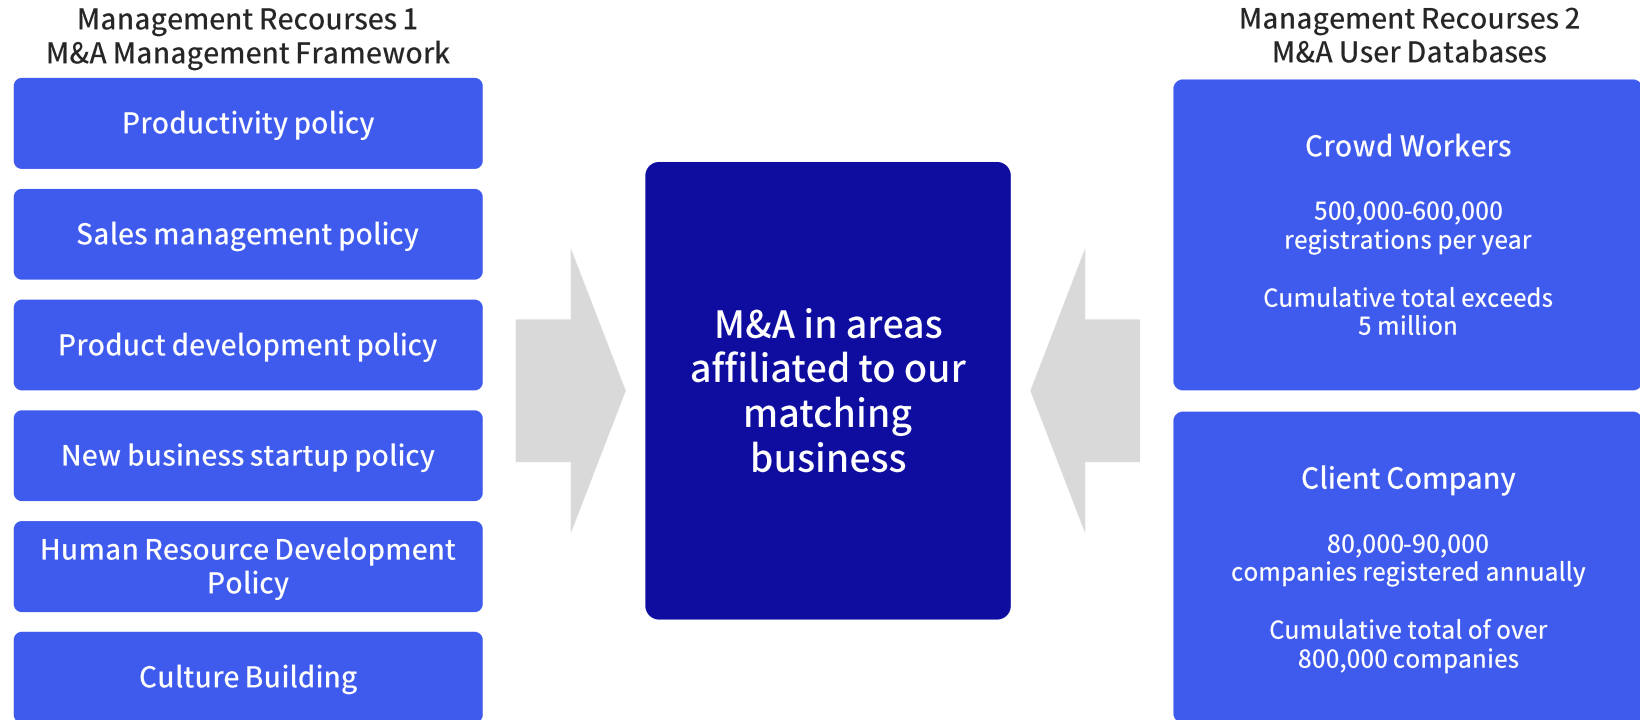 Management Recourses 1
M&A Management Framework
Productivity policy
Sales management policy
Product development policy
New business startup policy
Human Resource Development
Policy
Culture Building
M&A in areas
affiliated to our
matching
business
Management Recourses 2
M&A User Databases
Crowd Workers
500,000-600,000
registrations per year
Cumulative total exceeds
5 million
Client Company
80,000-90,000
companies registered annually
Cumulative total of over
800,000 companies